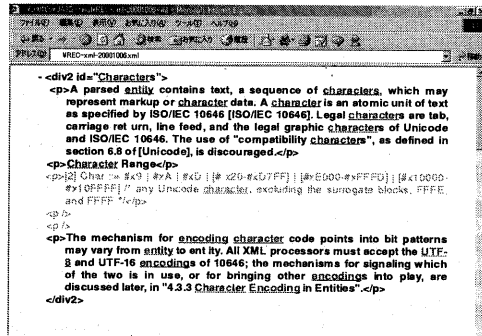 ファイル(F) 編集(E) 表示(V) お気に入り(A) ツール(T) ヘルプ(H)
アドレス(D) WREC-xml-20001006.xml
- <div2 id="Characters">
<p>A parsed entity contains text, a sequence of characters, which may
represent markup or character data. A character is an atomic unit of text
as specified by ISO/IEC 10646 [ISO/IEC 10646]. Legal characters are tab,
carriage ret urn, line feed, and the legal graphic characters of Unicode
and ISO/IEC 10646. The use of "compatibility characters", as defined in
section 6.8 of [Unicode], is discouraged.</p>
<p>Character Range</p>
<p>[2] Char ::= #x9 | #xA | #xD | [# x20-#xD7FF] | [#xE000-#xFFFD] | [#x10000-
#x10FFFF] /* any Unicode character, excluding the surrogate blocks, FFFE,
and FFFF */</p>
<p />
<p />
<p>The mechanism for encoding character code points into bit patterns
may vary from entity to ent ity. All XML processors must accept the UTF-
8 and UTF-16 encodings of 10646; the mechanisms for signaling which
of the two is in use, or for bringing other encodings into play, are
discussed later, in "4.3.3 Character Encoding in Entities".</p>
</div2>